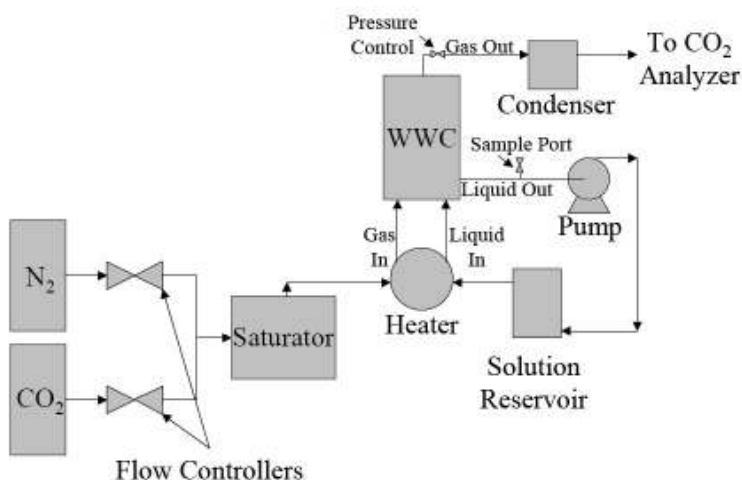 Pressure
Control
Gas Out
To CO₂
Analyzer
Condenser
WWC
Sample Port
Liquid Out
Pump
Gas
In
Liquid
In
N₂
Saturator
Heater
CO₂
Solution
Reservoir
Flow Controllers